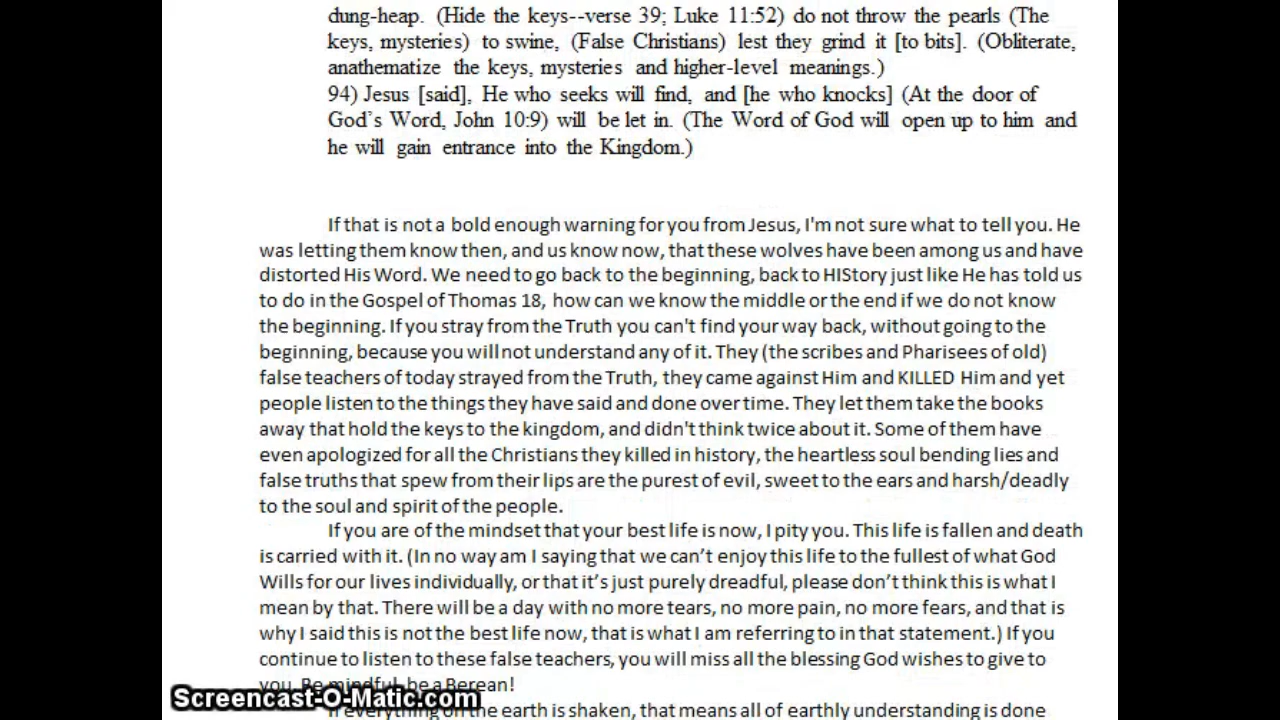 dung-heap. (Hide the keys--verse 39; Luke 11:52) do not throw the pearls (The
keys, mysteries) to swine, (False Christians) lest they grind it [to bits]. (Obliterate,
anathematize the keys, mysteries and higher-level meanings.)
94) Jesus [said], He who seeks will find, and [he who knocks] (At the door of
God's Word, John 10:9) will be let in. (The Word of God will open up to him and
he will gain entrance into the Kingdom.)
If that is not a bold enough warning for you from Jesus, I'm not sure what to tell you. He
was letting them know then, and us know now, that these wolves have been among us and have
distorted His Word. We need to go back to the beginning, back to HIStory just like He has told us
to do in the Gospel of Thomas 18, how can we know the middle or the end if we do not know
the beginning. If you stray from the Truth you can't find your way back, without going to the
beginning, because you will not understand any of it. They (the scribes and Pharisees of old)
false teachers of today strayed from the Truth, they came against Him and KILLED Him and yet
people listen to the things they have said and done over time. They let them take the books
away that hold the keys to the kingdom, and didn't think twice about it. Some of them have
even apologized for all the Christians they killed in history, the heartless soul bending lies and
false truths that spew from their lips are the purest of evil, sweet to the ears and harsh/deadly
to the soul and spirit of the people.
If you are of the mindset that your best life is now, I pity you. This life is fallen and death
is carried with it. (In no way am I saying that we can't enjoy this life to the fullest of what God
Wills for our lives individually, or that it's just purely dreadful, please don't think this is what I
mean by that. There will be a day with no more tears, no more pain, no more fears, and that is
why I said this is not the best life now, that is what I am referring to in that statement.) If you
continue to listen to these false teachers, you will miss all the blessing God wishes to give to
you. Be mindful, be a Berean!
Screencast-O-Matic.com
If everything on the earth is shaken, that means all of earthly understanding is done